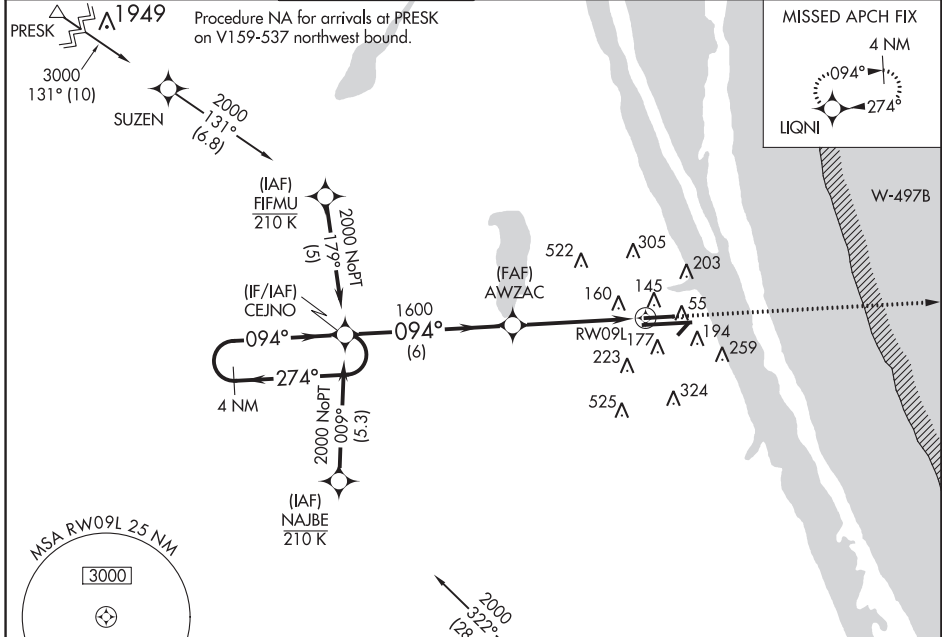 PRESK
1949
Procedure NA for arrivals at PRESK
on V159-537 northwest bound.
3000
131° (10)
SUZEN
2000
131°
(6.8)
MISSED APCH FIX
4 NM
094°
274°
LIQNI
W-497B
(IAF)
FIFMU
210 K
2000 NoPT
179°
(5)
(IF/IAF)
CEJNO
094°
274°
4 NM
1600
094°
(6)
(FAF)
AWZAC
522
305
203
160
145
55
RW09L
177
194
223
259
525
324
2000 NoPT
009°
(5.3)
(IAF)
NAJBE
210 K
MSA RW09L 25 NM
3000
2000
322°
(28